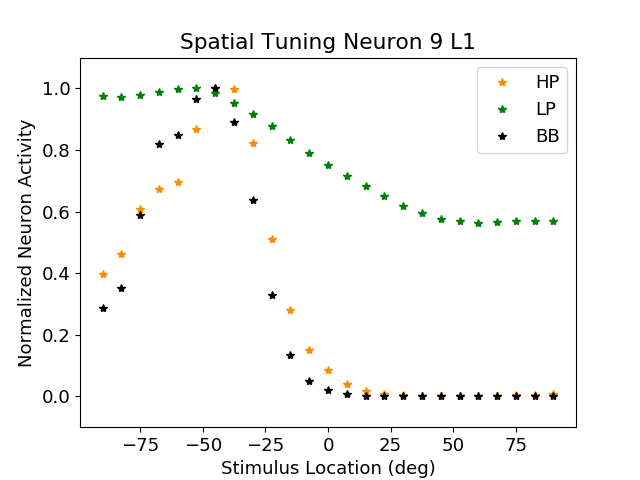 Spatial Tuning Neuron 9 L1
HP
LP
BB
Normalized Neuron Activity
1.0
0.8
0.6
0.4
0.2
0.0
−75
−50
−25
0
25
50
75
Stimulus Location (deg)